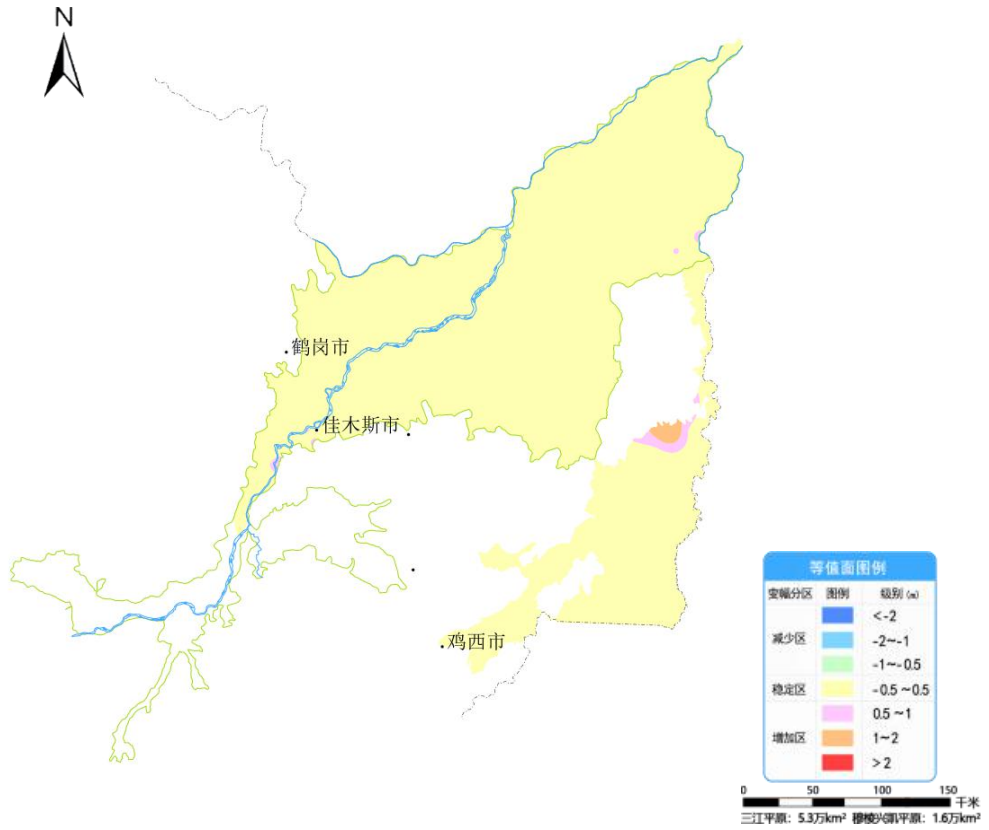 N
鹤岗市
佳木斯市
鸡西市
等值面图例
变幅分区 图例 级别 (m)
减少区
<-2
-2~-1
-1~-0.5
稳定区
-0.5~0.5
增加区
0.5~1
1~2
>2
0 50 100 150
千米
三江平原: 5.3万km² 穆棱兴凯平原: 1.6万km²